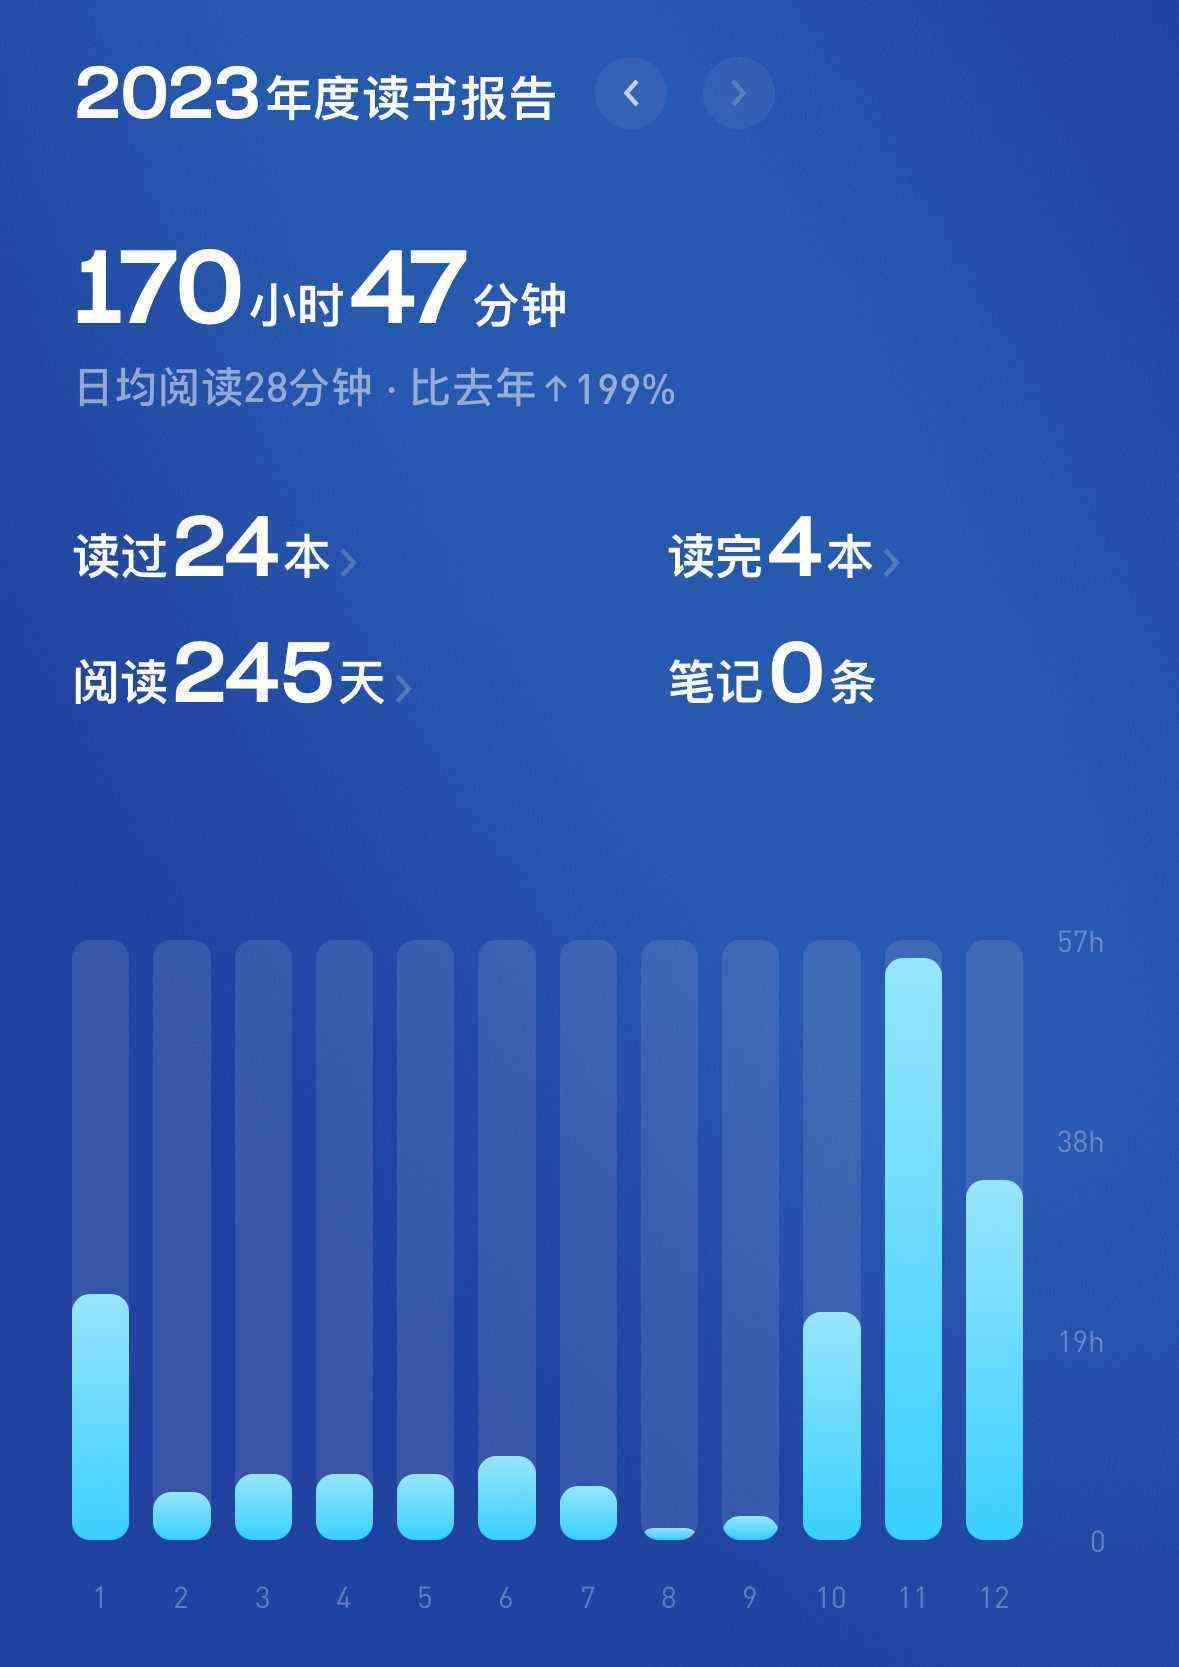 2023年度读书报告
170小时47分钟
日均阅读28分钟 · 比去年↑199%
读过24本
读完4本
阅读245天
笔记0条
57h
38h
19h
0
1 2 3 4 5 6 7 8 9 10 11 12